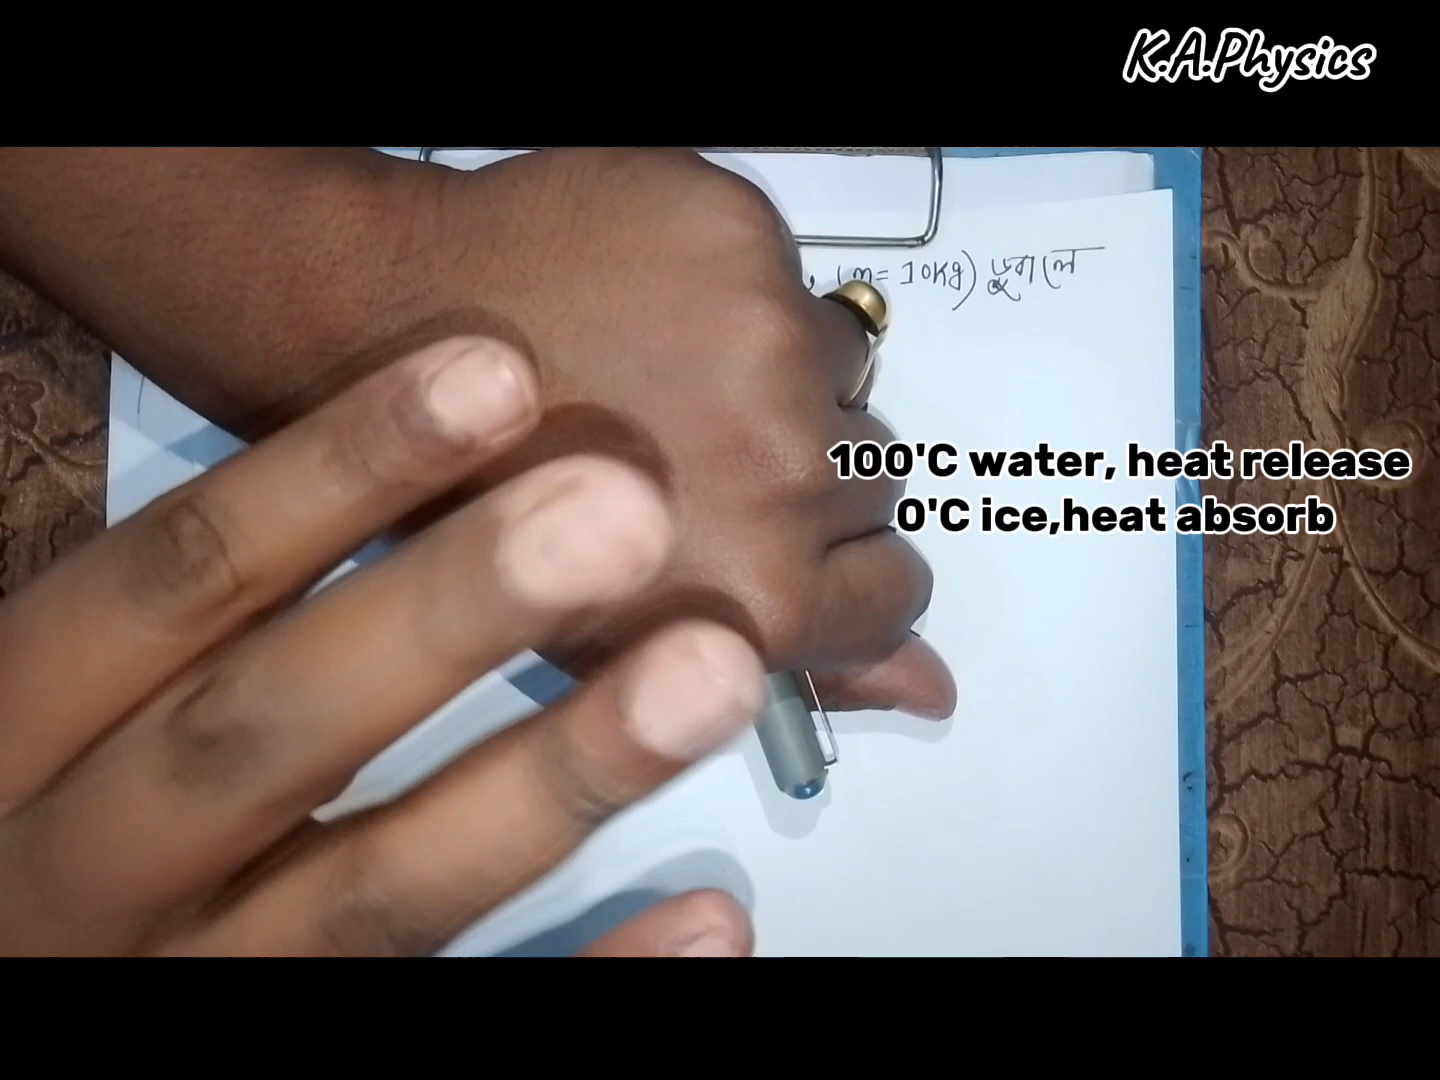 K.A.Physics
, (m= 10Kg) ডুবালে
100'C water, heat release
0'C ice,heat absorb